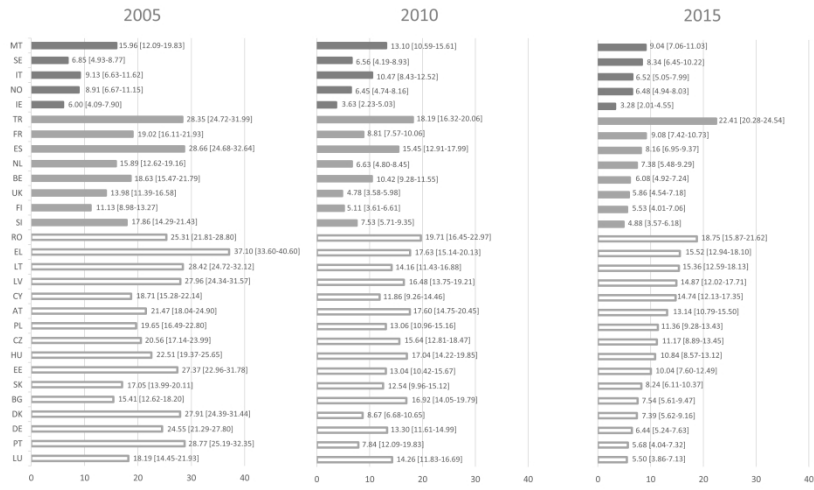 2005 2010 2015
MT 15.96 [12.09-19.83] 13.10 [10.59-15.61] 9.04 [7.06-11.03]
SE 6.85 [4.93-8.77] 6.56 [4.19-8.93] 8.34 [6.45-10.22]
IT 9.13 [6.63-11.62] 10.47 [8.43-12.52] 6.52 [5.05-7.99]
NO 8.91 [6.67-11.15] 6.45 [4.74-8.16] 6.48 [4.94-8.03]
IE 6.00 [4.09-7.90] 3.63 [2.23-5.03] 3.28 [2.01-4.55]
TR 28.35 [24.72-31.99] 18.19 [16.32-20.06] 22.41 [20.28-24.54]
FR 19.02 [16.11-21.93] 8.81 [7.57-10.06] 9.08 [7.42-10.73]
ES 28.66 [24.68-32.64] 15.45 [12.91-17.99] 8.16 [6.95-9.37]
NL 15.89 [12.62-19.16] 6.63 [4.80-8.45] 7.38 [5.48-9.29]
BE 18.63 [15.47-21.79] 10.42 [9.28-11.55] 6.08 [4.92-7.24]
UK 13.98 [11.39-16.58] 4.78 [3.58-5.98] 5.86 [4.54-7.18]
FI 11.13 [8.98-13.27] 5.11 [3.61-6.61] 5.53 [4.01-7.06]
SI 17.86 [14.29-21.43] 7.53 [5.71-9.35] 4.88 [3.57-6.18]
RO 25.31 [21.81-28.80] 19.71 [16.45-22.97] 18.75 [15.87-21.62]
EL 37.10 [33.60-40.60] 17.63 [15.14-20.13] 15.52 [12.94-18.10]
LT 28.42 [24.72-32.12] 14.16 [11.43-16.88] 15.36 [12.59-18.13]
LV 27.96 [24.34-31.57] 16.48 [13.75-19.21] 14.87 [12.02-17.71]
CY 18.71 [15.28-22.14] 11.86 [9.26-14.46] 14.74 [12.13-17.35]
AT 21.47 [18.04-24.90] 17.60 [14.75-20.45] 13.14 [10.79-15.50]
PL 19.65 [16.49-22.80] 13.06 [10.96-15.16] 11.36 [9.28-13.43]
CZ 20.56 [17.14-23.99] 15.64 [12.81-18.47] 11.17 [8.89-13.45]
HU 22.51 [19.37-25.65] 17.04 [14.22-19.85] 10.84 [8.57-13.12]
EE 27.37 [22.96-31.78] 13.04 [10.42-15.67] 10.04 [7.60-12.49]
SK 17.05 [13.99-20.11] 12.54 [9.96-15.12] 8.24 [6.11-10.37]
BG 15.41 [12.62-18.20] 16.92 [14.05-19.79] 7.54 [5.61-9.47]
DK 27.91 [24.39-31.44] 8.67 [6.68-10.65] 7.39 [5.62-9.16]
DE 24.55 [21.29-27.80] 13.30 [11.61-14.99] 6.44 [5.24-7.63]
PT 28.77 [25.19-32.35] 7.84 [12.09-19.83] 5.68 [4.04-7.32]
LU 18.19 [14.45-21.93] 14.26 [11.83-16.69] 5.50 [3.86-7.13]
0 10 20 30 40 0 10 20 30 40 0 10 20 30 40